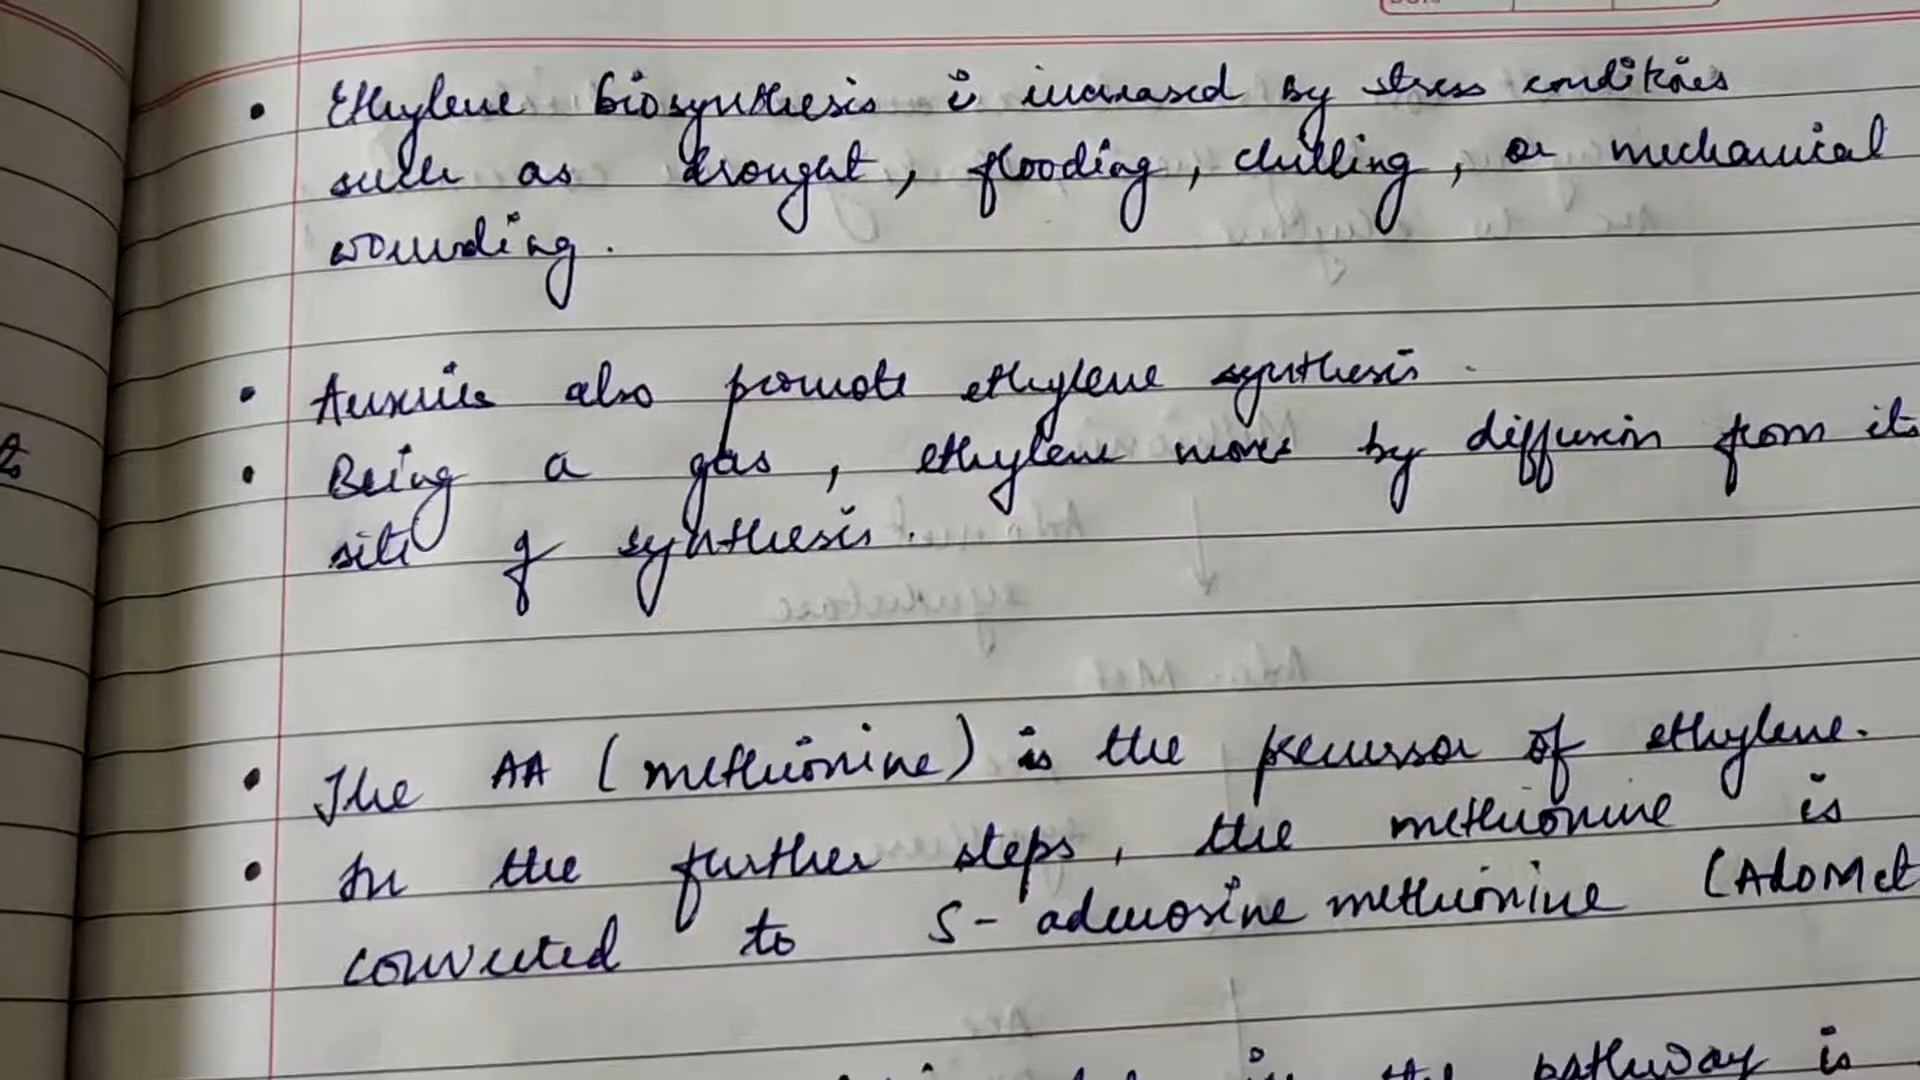 • Ethylene biosynthesis is increased by stress conditions
such as drought, flooding, chilling, or mechanical
wounding.
• Auxins also promote ethylene synthesis.
• Being a gas, ethylene moves by diffusion from its
site of synthesis.
• The AA (methionine) is the precursor of ethylene.
• In the further steps, the methionine is
converted to S-adenosine methionine (AdoMet
in the pathway is